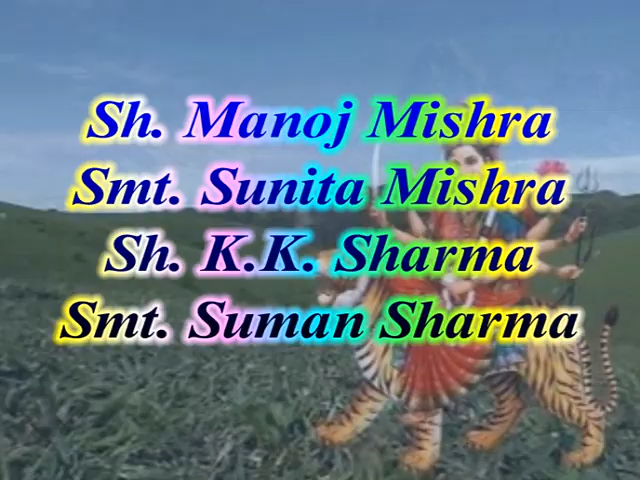 Sh. Manoj Mishra
Smt. Sunita Mishra
Sh. K.K. Sharma
Smt. Suman Sharma